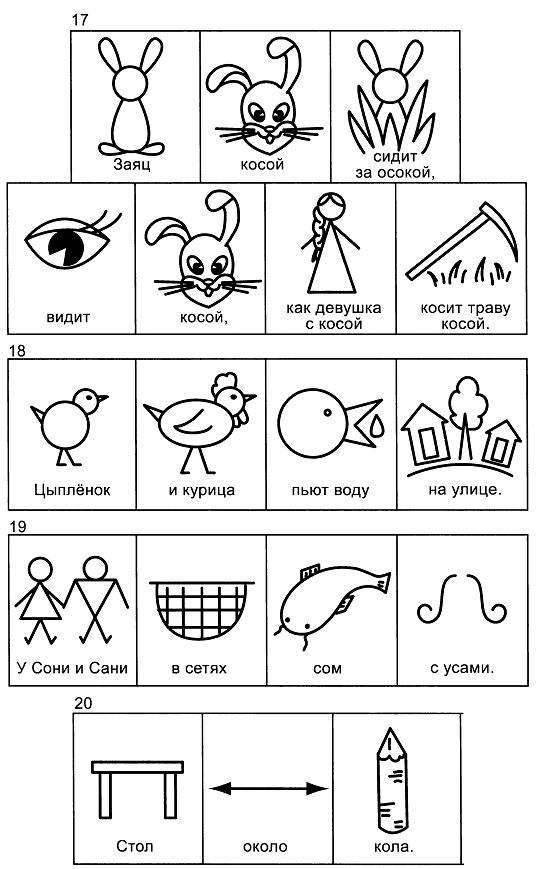 17
Заяц
косой
сидит
за осокой,
видит
косой,
как девушка
с косой
косит траву
косой.
18
Цыплёнок
и курица
пьют воду
на улице.
19
У Сони и Сани
в сетях
сом
с усами.
20
Стол
около
кола.